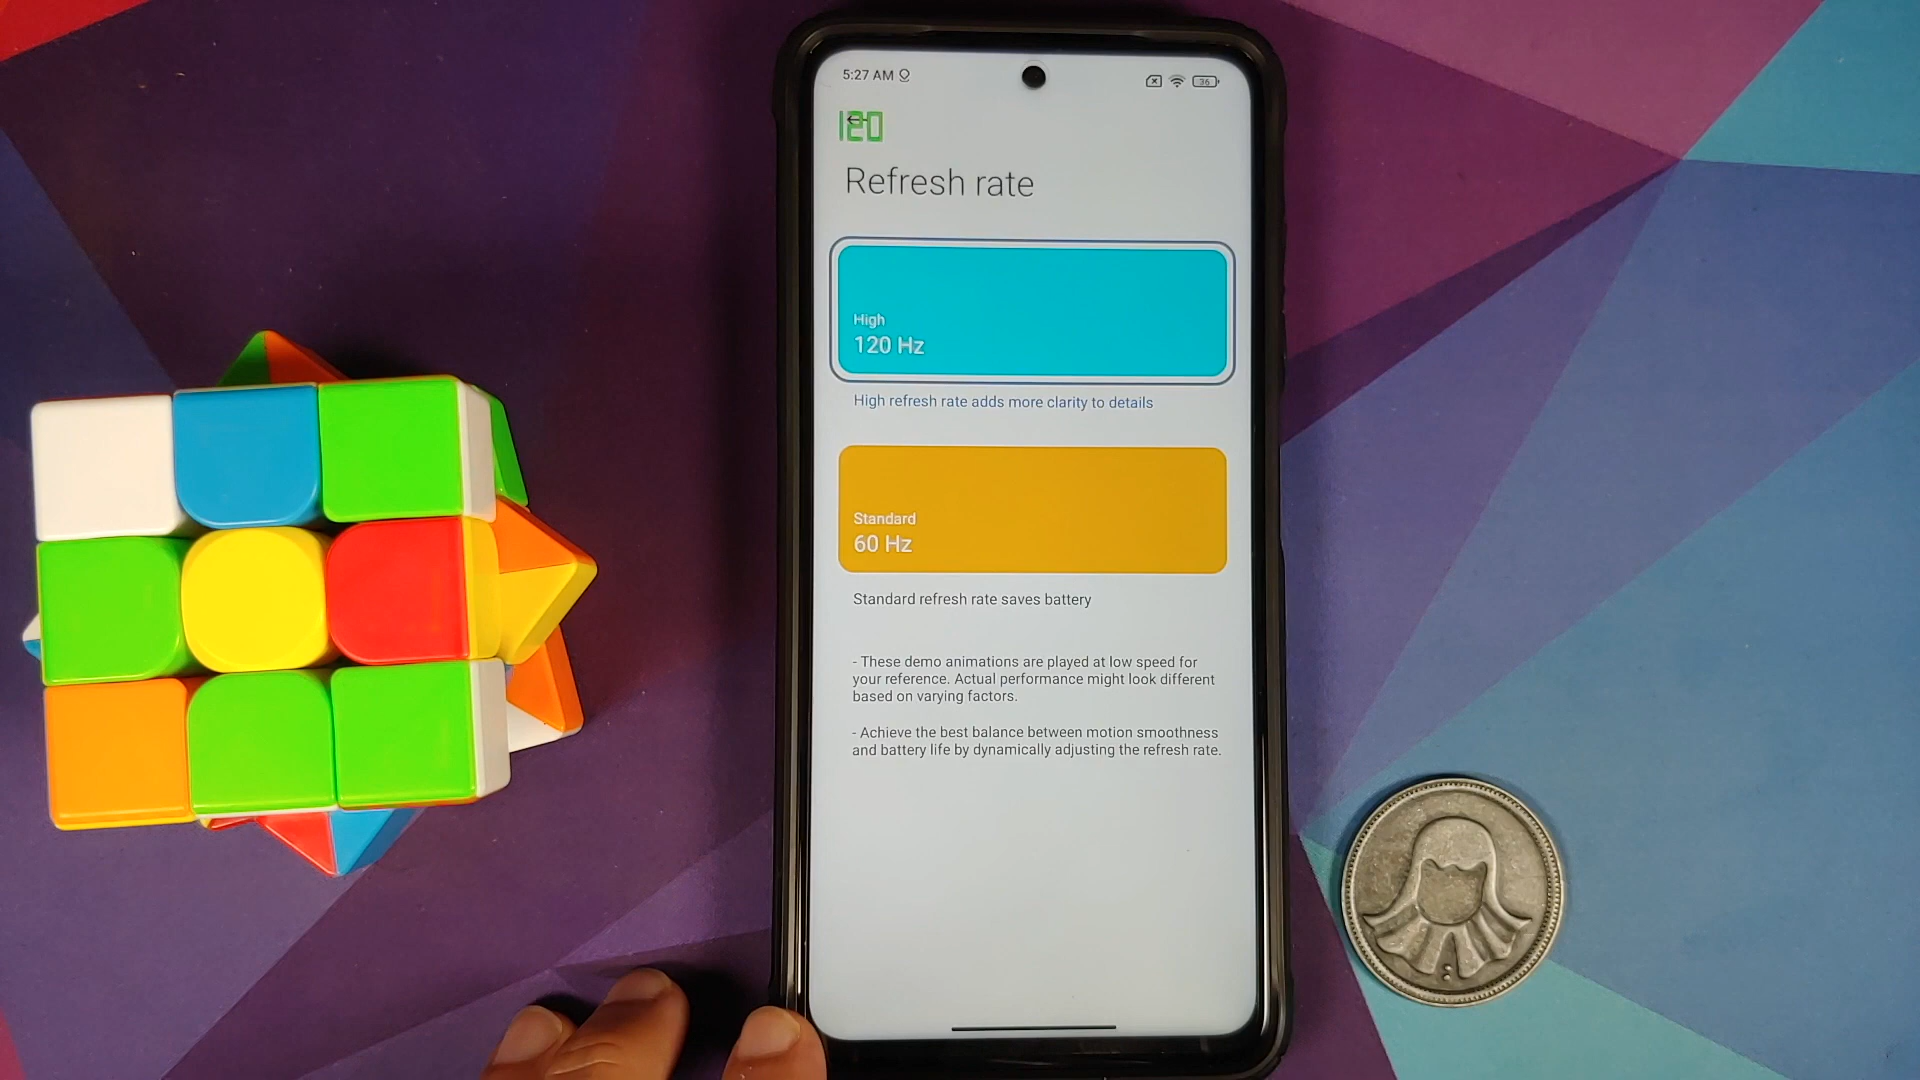 5:27 AM
36
120
Refresh rate
High
120 Hz
High refresh rate adds more clarity to details
Standard
60 Hz
Standard refresh rate saves battery
- These demo animations are played at low speed for
your reference. Actual performance might look different
based on varying factors.
- Achieve the best balance between motion smoothness
and battery life by dynamically adjusting the refresh rate.